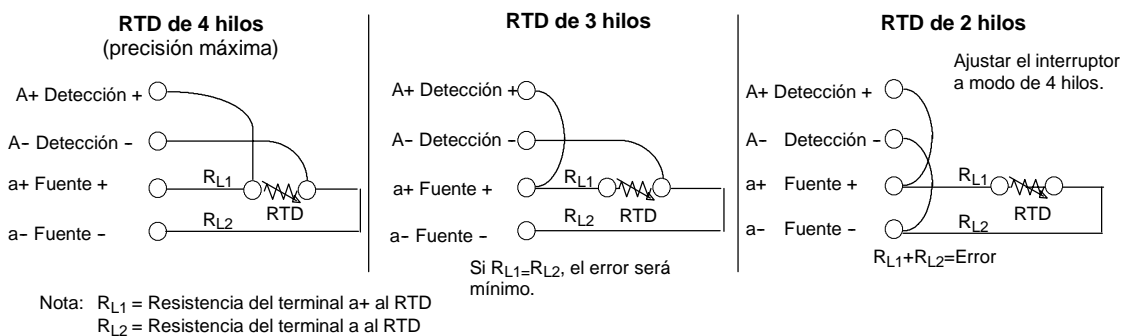 RTD de 4 hilos
(precisión máxima)
A+ Detección +
A- Detección -
a+ Fuente +
a- Fuente -
RL1
RTD
RL2
RTD de 3 hilos
A+ Detección +
A- Detección -
a+ Fuente +
a- Fuente -
RL1
RTD
RL2
Si RL1=RL2, el error será
mínimo.
RTD de 2 hilos
Ajustar el interruptor
a modo de 4 hilos.
A+ Detección +
A- Detección -
a+ Fuente +
a- Fuente -
RL1
RTD
RL2
RL1+RL2=Error
Nota: RL1 = Resistencia del terminal a+ al RTD
RL2 = Resistencia del terminal a al RTD